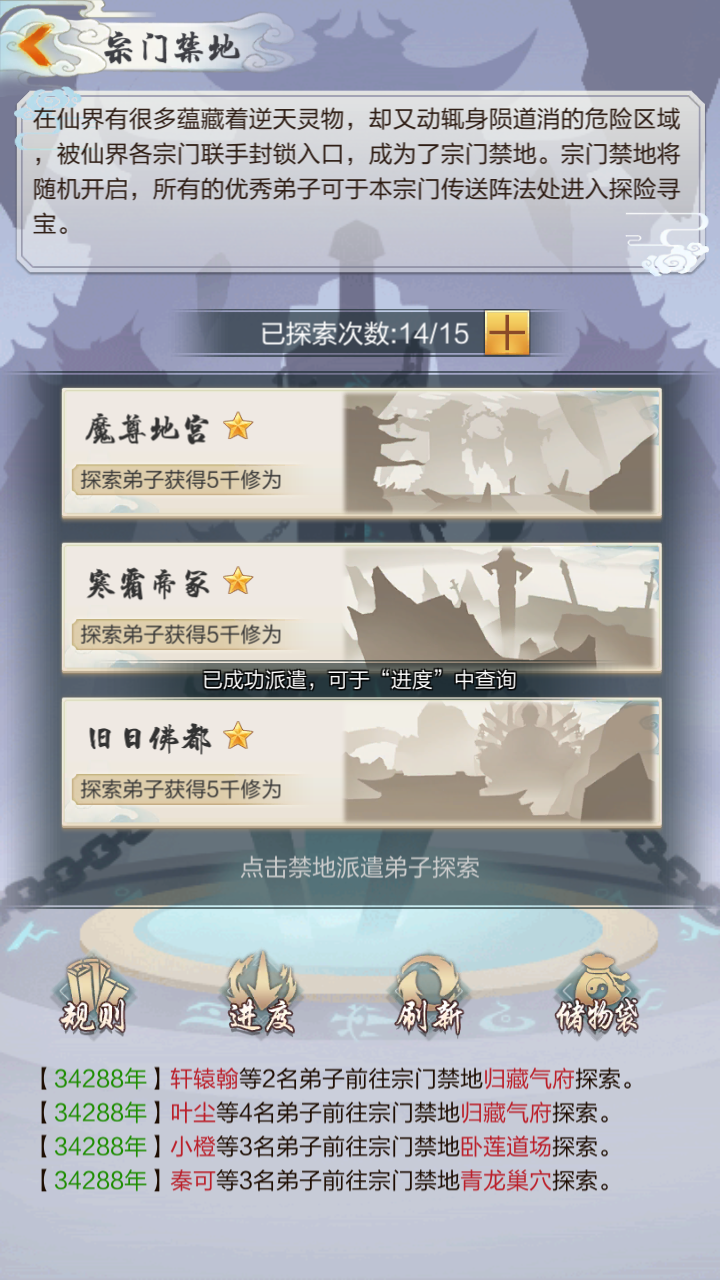 宗门禁地
在仙界有很多蕴藏着逆天灵物，却又动辄身陨道消的危险区域
，被仙界各宗门联手封锁入口，成为了宗门禁地。宗门禁地将
随机开启，所有的优秀弟子可于本宗门传送阵法处进入探险寻
宝。
已探索次数:14/15
魔尊地宫
探索弟子获得5千修为
寒霜帝冢
探索弟子获得5千修为
已成功派遣，可于“进度”中查询
旧日佛都
探索弟子获得5千修为
点击禁地派遣弟子探索
规则 进度 刷新 储物袋
【34288年】轩辕翰等2名弟子前往宗门禁地归藏气府探索。
【34288年】叶尘等4名弟子前往宗门禁地归藏气府探索。
【34288年】小橙等3名弟子前往宗门禁地卧莲道场探索。
【34288年】秦可等3名弟子前往宗门禁地青龙巢穴探索。